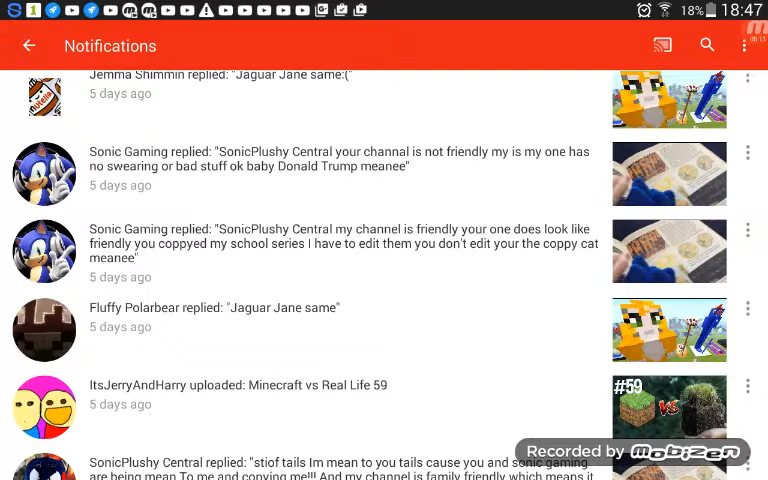 18% 18:47
Notifications
06:13
Jemma Shimmin replied: "Jaguar Jane same:("
5 days ago
Sonic Gaming replied: "SonicPlushy Central your channal is not friendly my is my one has
no swearing or bad stuff ok baby Donald Trump meanee"
5 days ago
Sonic Gaming replied: "SonicPlushy Central my channel is friendly your one does look like
friendly you coppyed my school series I have to edit them you don't edit your the coppy cat
meanee"
5 days ago
Fluffy Polarbear replied: "Jaguar Jane same"
5 days ago
ItsJerryAndHarry uploaded: Minecraft vs Real Life 59
5 days ago
#59
VS
Recorded by mobizen
SonicPlushy Central replied: "stiof tails Im mean to you tails cause you and sonic gaming
are being mean To me and copying me!!! And my channel is family friendly which means it
nutella